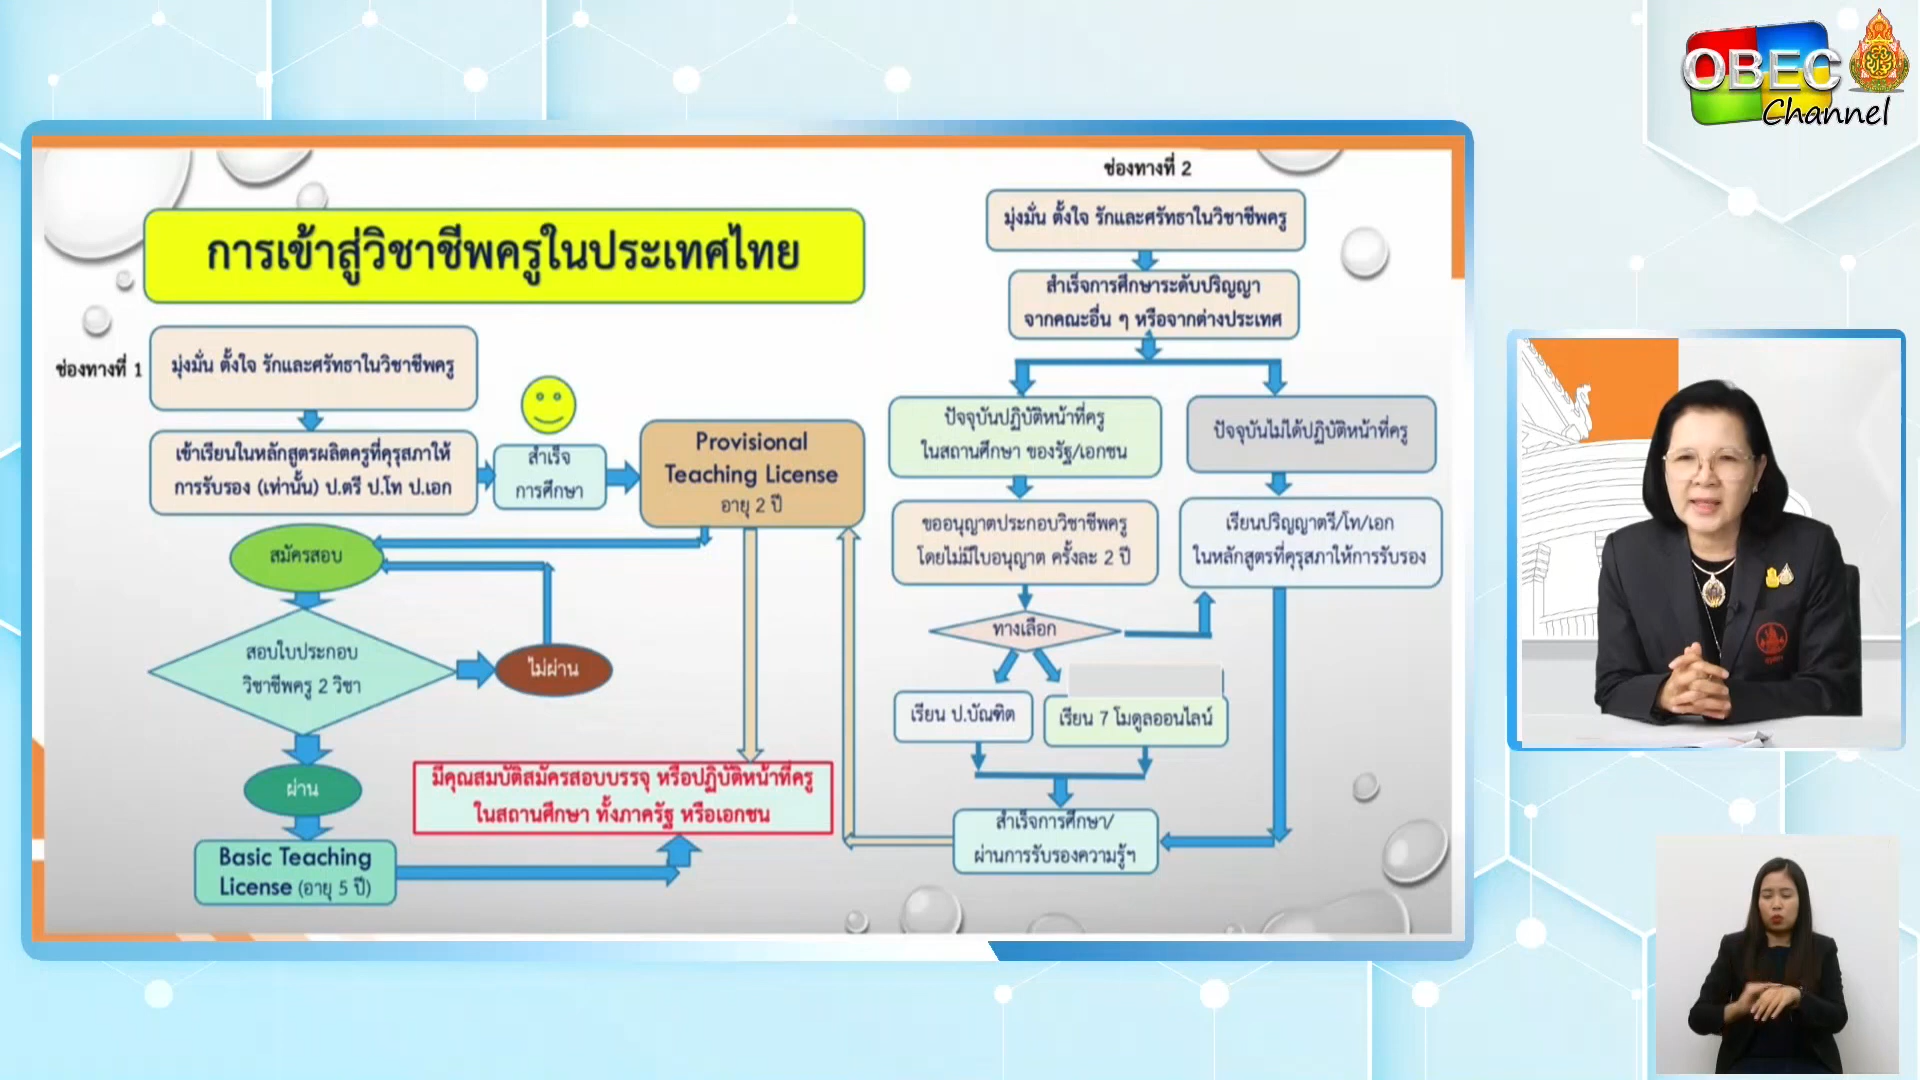 OBEC
Channel
การเข้าสู่วิชาชีพครูในประเทศไทย
ช่องทางที่ 1
มุ่งมั่น ตั้งใจ รักและศรัทธาในวิชาชีพครู
เข้าเรียนในหลักสูตรผลิตครูที่คุรุสภาให้
การรับรอง (เท่านั้น) ป.ตรี ป.โท ป.เอก
สำเร็จ
การศึกษา
Provisional
Teaching License
อายุ 2 ปี
สมัครสอบ
สอบใบประกอบ
วิชาชีพครู 2 วิชา
ไม่ผ่าน
ผ่าน
Basic Teaching
License (อายุ 5 ปี)
มีคุณสมบัติสมัครสอบบรรจุ หรือปฏิบัติหน้าที่ครู
ในสถานศึกษา ทั้งภาครัฐ หรือเอกชน
ช่องทางที่ 2
มุ่งมั่น ตั้งใจ รักและศรัทธาในวิชาชีพครู
สำเร็จการศึกษาระดับปริญญา
จากคณะอื่น ๆ หรือจากต่างประเทศ
ปัจจุบันปฏิบัติหน้าที่ครู
ในสถานศึกษา ของรัฐ/เอกชน
ปัจจุบันไม่ได้ปฏิบัติหน้าที่ครู
ขออนุญาตประกอบวิชาชีพครู
โดยไม่มีใบอนุญาต ครั้งละ 2 ปี
เรียนปริญญาตรี/โท/เอก
ในหลักสูตรที่คุรุสภาให้การรับรอง
ทางเลือก
เรียน ป.บัณฑิต
เรียน 7 โมดูลออนไลน์
สำเร็จการศึกษา/
ผ่านการรับรองความรู้ฯ